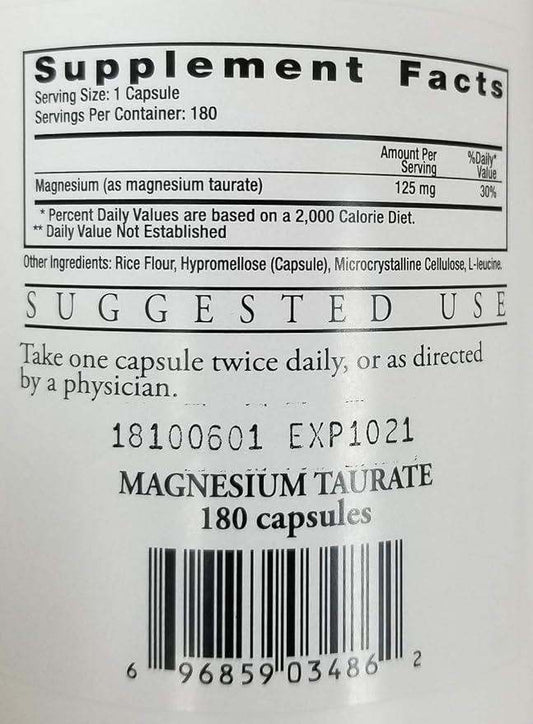 Supplement Facts
Serving Size: 1 Capsule
Servings Per Container: 180
Amount Per Serving
%Daily* Value
Magnesium (as magnesium taurate) 125 mg 30%
* Percent Daily Values are based on a 2,000 Calorie Diet.
** Daily Value Not Established
Other Ingredients: Rice Flour, Hypromellose (Capsule), Microcrystalline Cellulose, L-leucine.
SUGGESTED USE
Take one capsule twice daily, or as directed
by a physician.
18100601 EXP1021
MAGNESIUM TAURATE
180 capsules
6 96859 03486 2